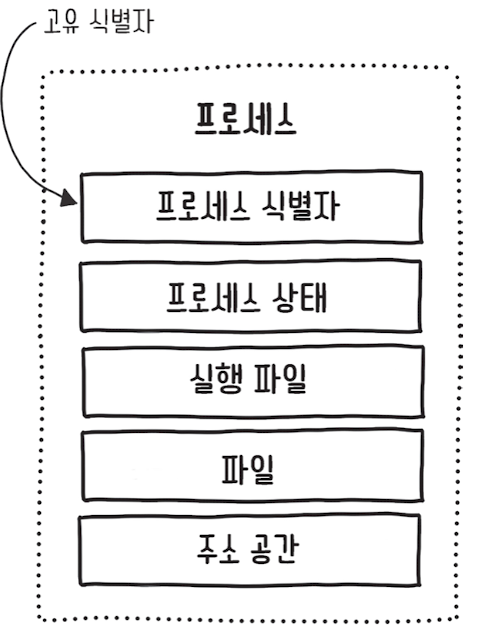 고유 식별자
프로세스
프로세스 식별자
프로세스 상태
실행 파일
파일
주소 공간